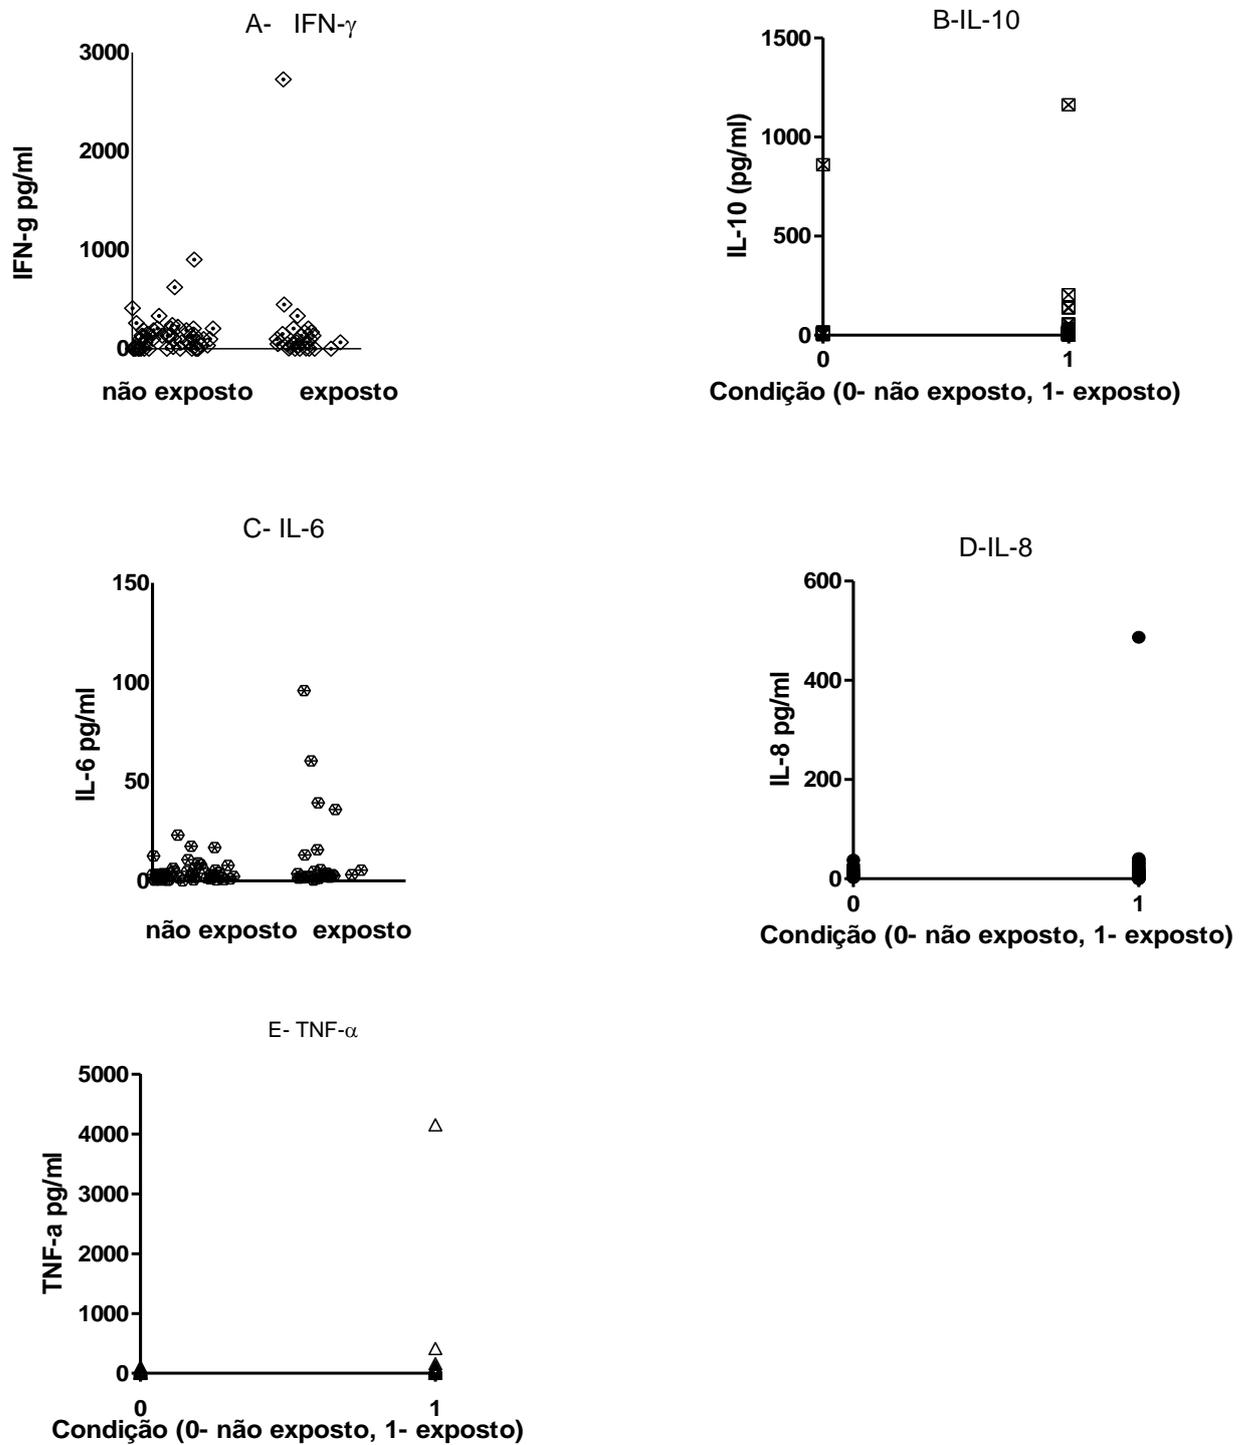 A- IFN-γ
3000
2000
1000
0
IFN-g pg/ml
não exposto exposto
B-IL-10
1500
1000
500
0
IL-10 (pg/ml)
0 1
Condição (0- não exposto, 1- exposto)
C- IL-6
150
100
50
0
IL-6 pg/ml
não exposto exposto
D-IL-8
600
400
200
0
IL-8 pg/ml
0 1
Condição (0- não exposto, 1- exposto)
E- TNF-α
5000
4000
3000
2000
1000
0
TNF-a pg/ml
0 1
Condição (0- não exposto, 1- exposto)